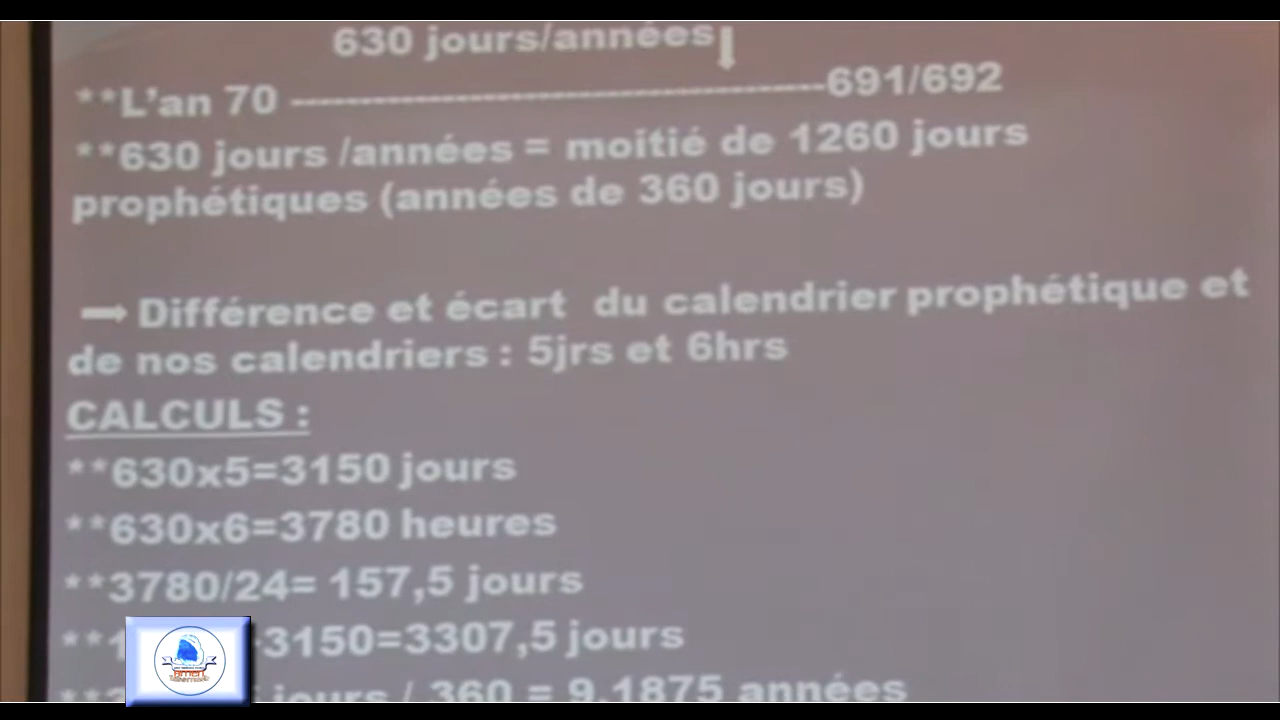 630 jours/années
**L'an 70 ------------------------------------691/692
**630 jours /années = moitié de 1260 jours
prophétiques (années de 360 jours)
➡ Différence et écart du calendrier prophétique et
de nos calendriers : 5jrs et 6hrs
CALCULS :
**630x5=3150 jours
**630x6=3780 heures
**3780/24= 157,5 jours
3150=3307,5 jours
jours / 360 = 9,1875 années